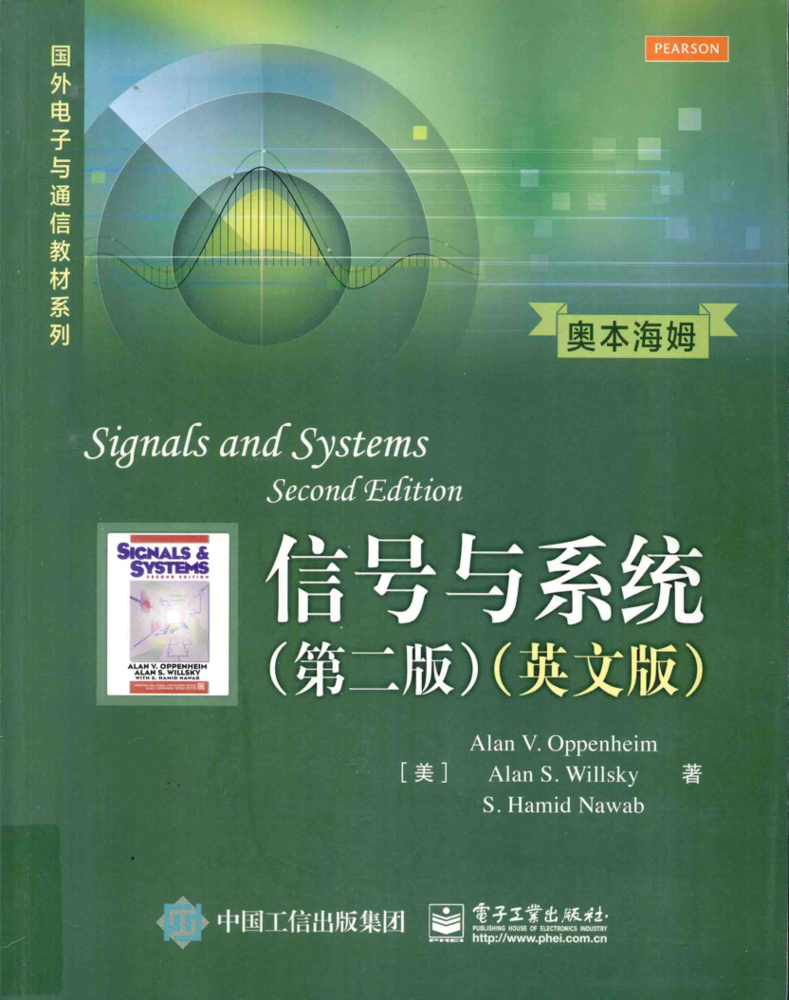 国外电子与通信教材系列
PEARSON
奥本海姆
Signals and Systems
Second Edition
SIGNALS &
SYSTEMS
SECOND EDITION
ALAN V. OPPENHEIM
ALAN S. WILLSKY
WITH S. HAMID NAWAB
信号与系统
（第二版）（英文版）
Alan V. Oppenheim
［美］ Alan S. Willsky 著
S. Hamid Nawab
中国工信出版集团
電子工業出版社·
PUBLISHING HOUSE OF ELECTRONICS INDUSTRY
http://www.phei.com.cn
PHEI